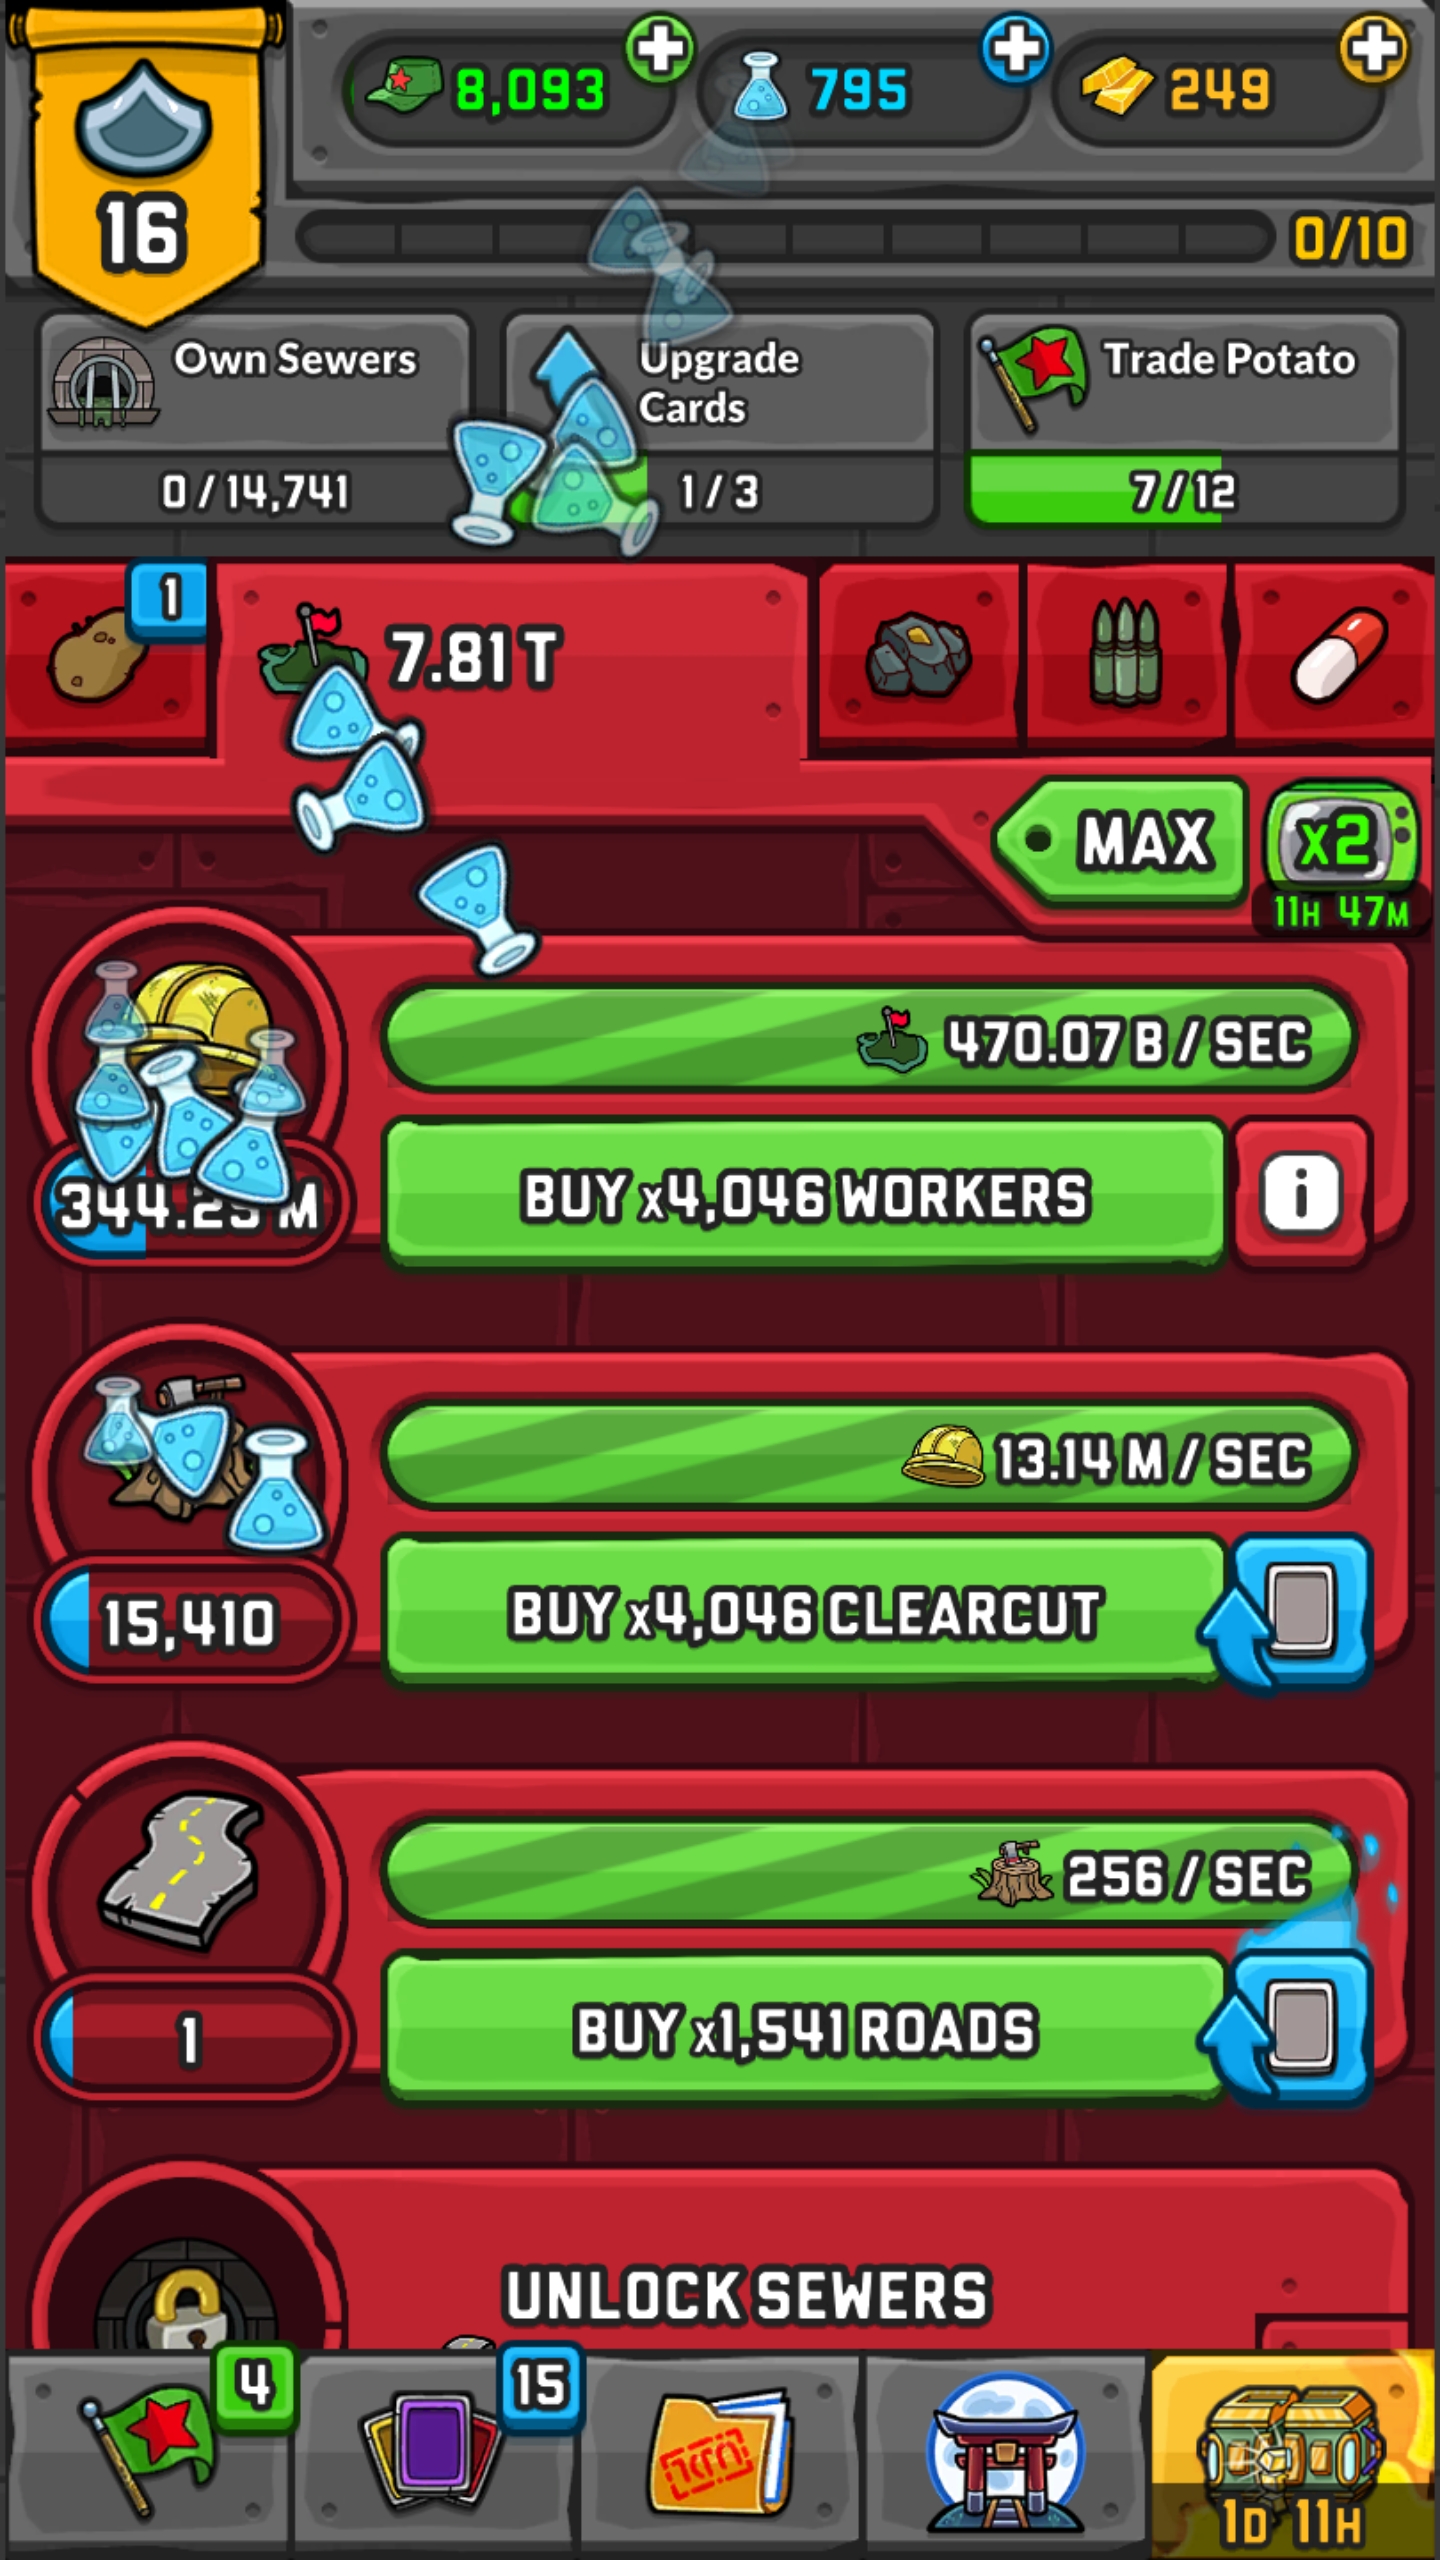 8,093
795
249
16
0/10
Own Sewers
Upgrade
Cards
Trade Potato
0/14,741
1/3
7/12
1
7.81 T
MAX
x2
11H 47M
470.07 B / SEC
BUY x4,046 WORKERS
i
13.14 M / SEC
15,410
BUY x4,046 CLEARCUT
256 / SEC
1
BUY x1,541 ROADS
UNLOCK SEWERS
4
15
1D 11H